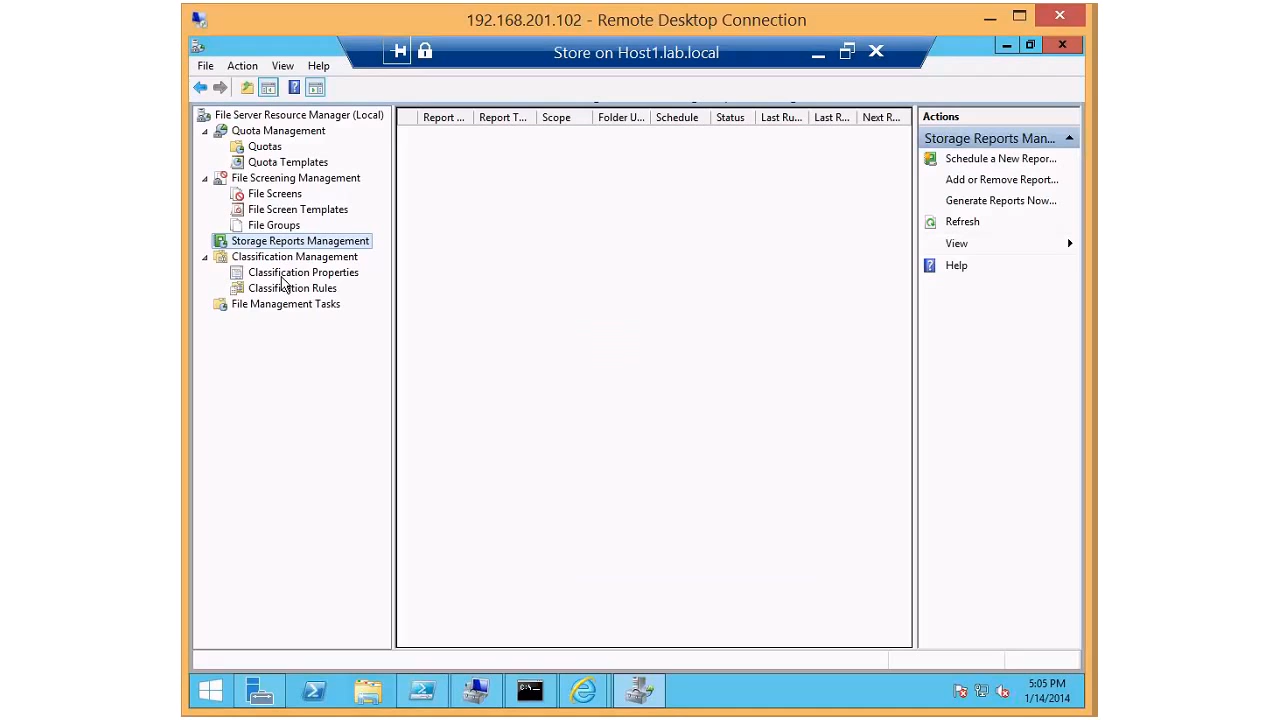 192.168.201.102 - Remote Desktop Connection
Store on Host1.lab.local
File Action View Help
File Server Resource Manager (Local)
Quota Management
Quotas
Quota Templates
File Screening Management
File Screens
File Screen Templates
File Groups
Storage Reports Management
Classification Management
Classification Properties
Classification Rules
File Management Tasks
Report ... Report T... Scope Folder U... Schedule Status Last Ru... Last R... Next R...
Actions
Storage Reports Man...
Schedule a New Repor...
Add or Remove Report...
Generate Reports Now...
Refresh
View
Help
5:05 PM
1/14/2014